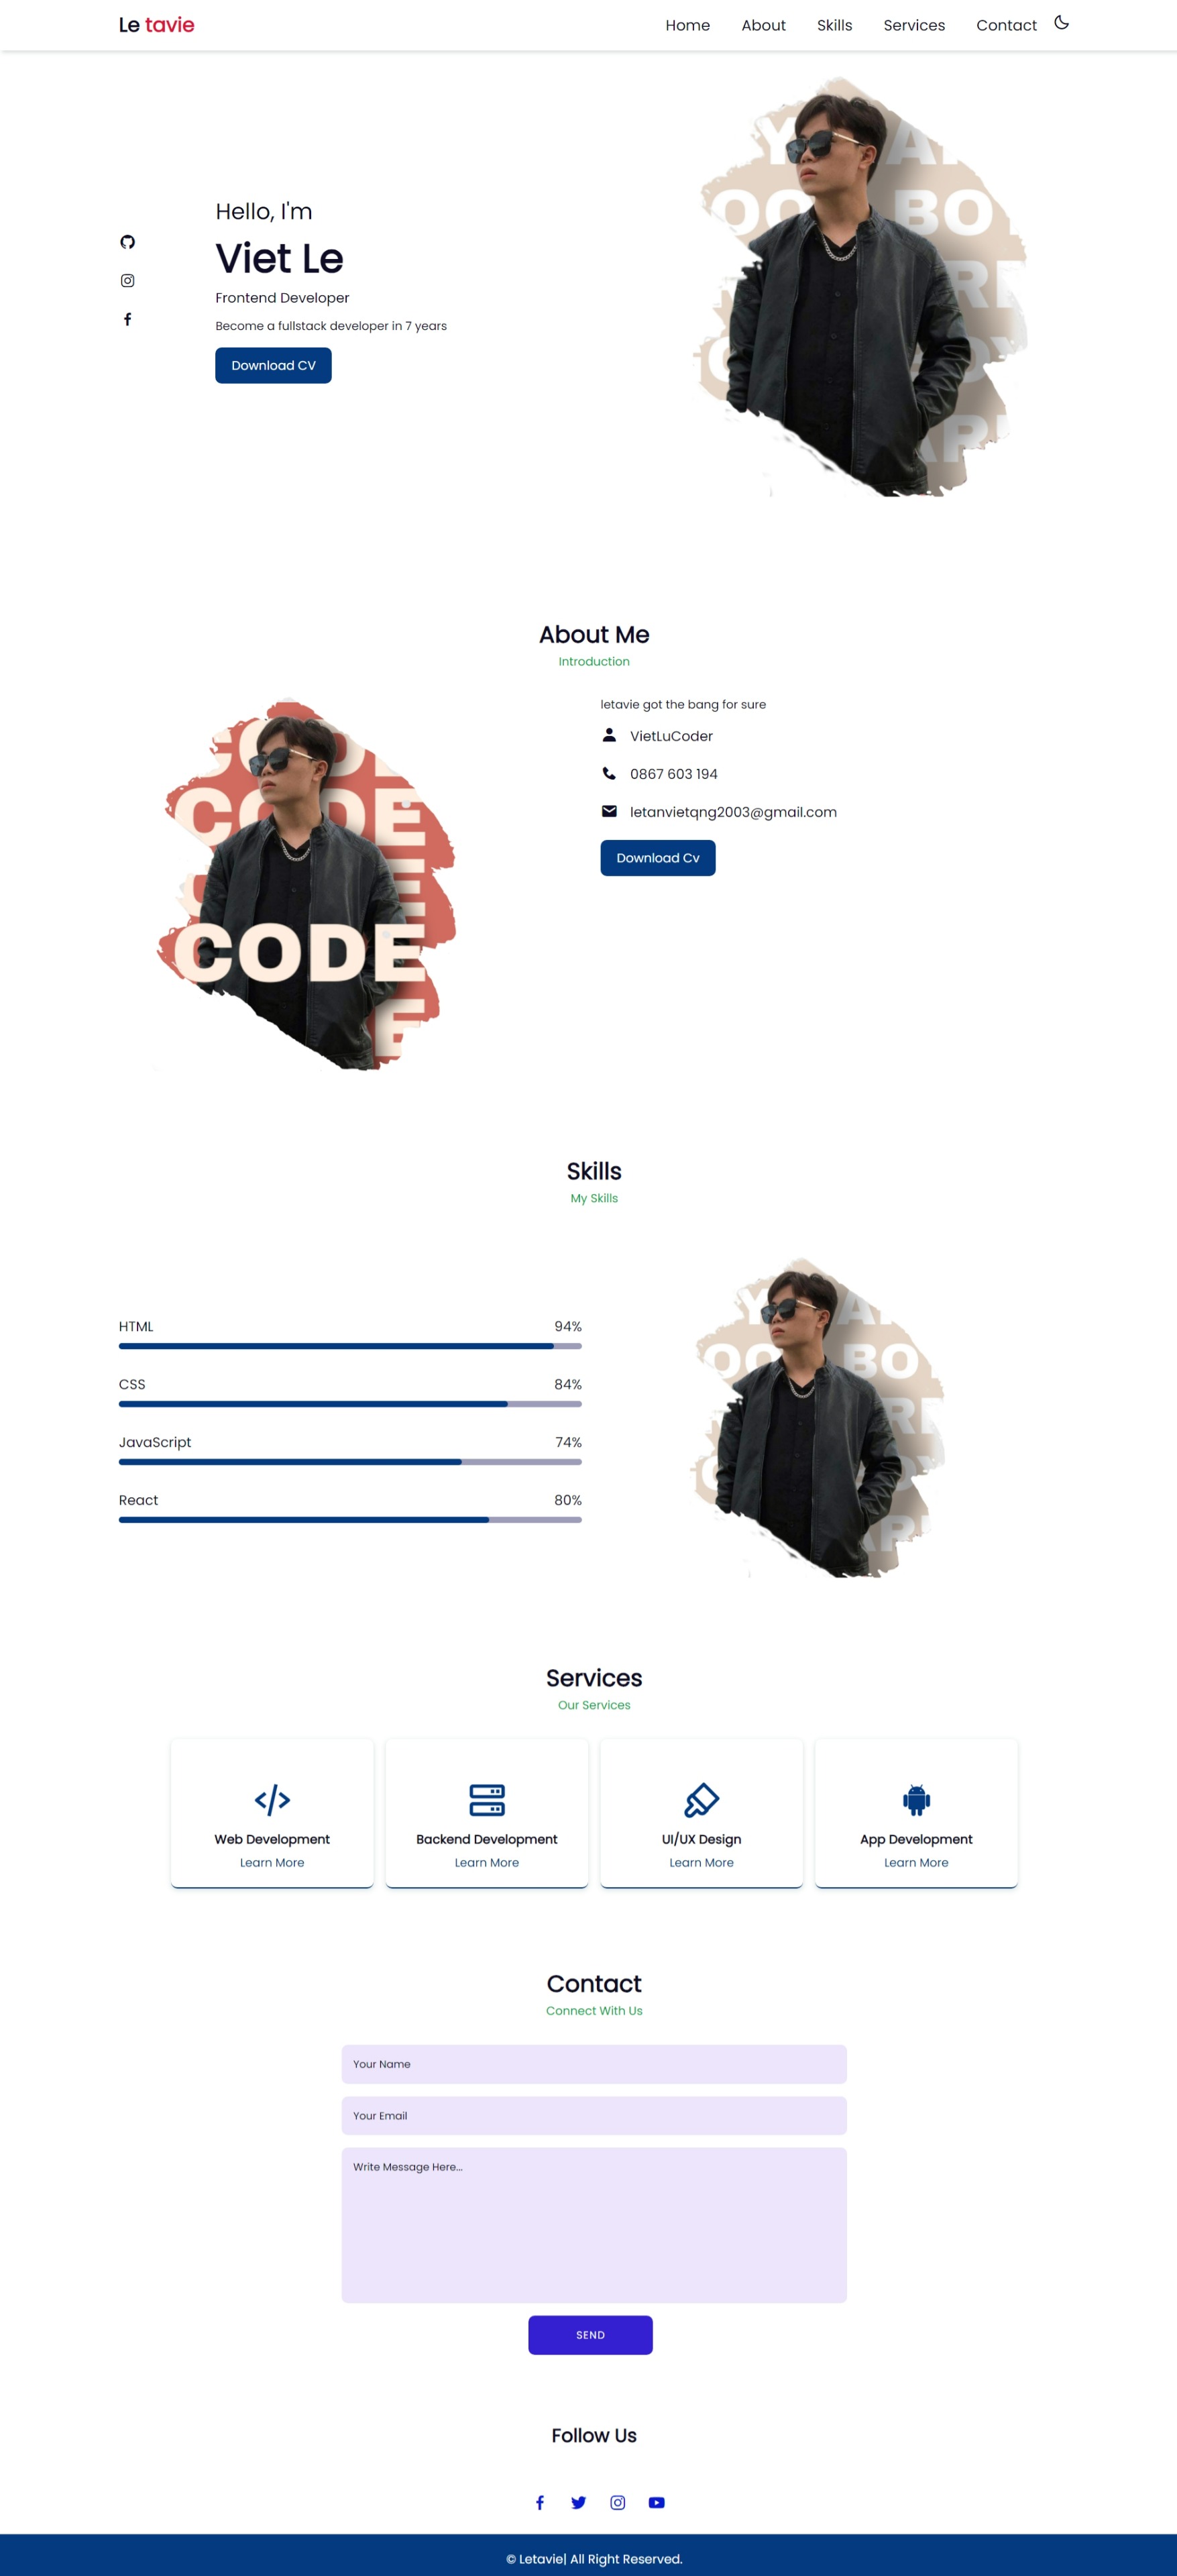 Le tavie
Home About Skills Services Contact
Hello, I'm
Viet Le
Frontend Developer
Become a fullstack developer in 7 years
Download CV
About Me
Introduction
CODE
CODE
letavie got the bang for sure
VietLuCoder
0867 603 194
letanvietqng2003@gmail.com
Download Cv
Skills
My Skills
HTML 94%
CSS 84%
JavaScript 74%
React 80%
Services
Our Services
Web Development
Learn More
Backend Development
Learn More
UI/UX Design
Learn More
App Development
Learn More
Contact
Connect With Us
Your Name
Your Email
Write Message Here...
SEND
Follow Us
© Letavie| All Right Reserved.